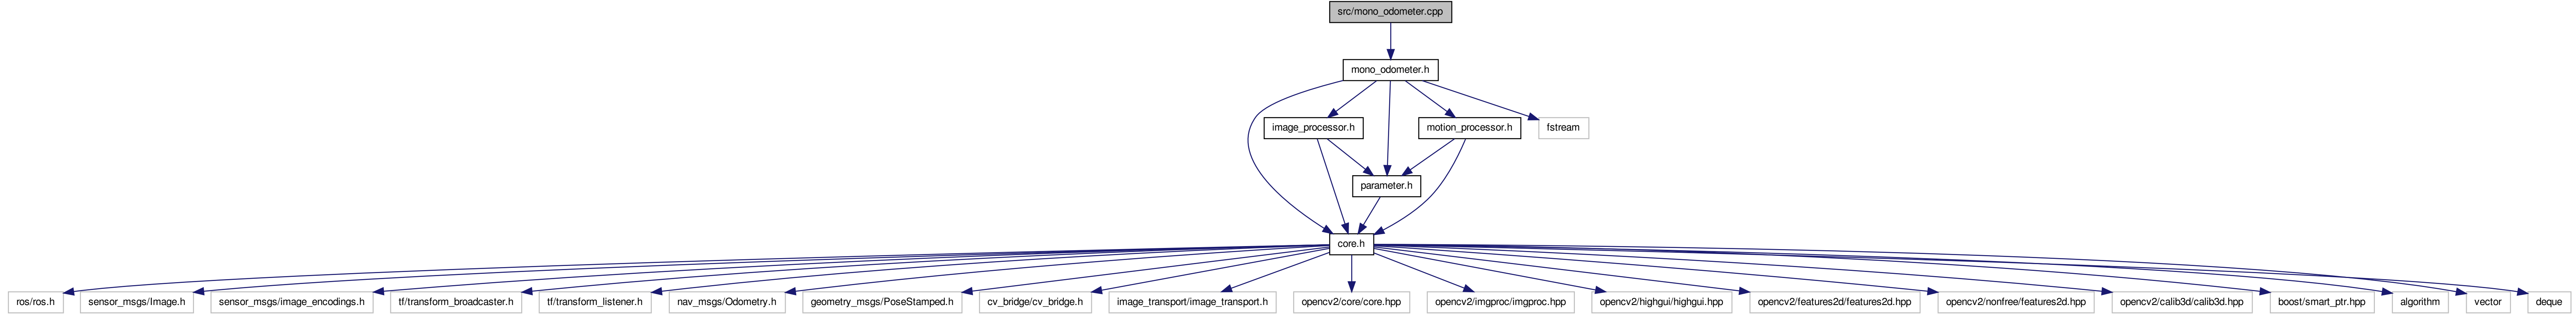 src/mono_odometer.cpp
mono_odometer.h
image_processor.h
motion_processor.h
fstream
parameter.h
core.h
ros/ros.h
sensor_msgs/Image.h
sensor_msgs/image_encodings.h
tf/transform_broadcaster.h
tf/transform_listener.h
nav_msgs/Odometry.h
geometry_msgs/PoseStamped.h
cv_bridge/cv_bridge.h
image_transport/image_transport.h
opencv2/core/core.hpp
opencv2/imgproc/imgproc.hpp
opencv2/highgui/highgui.hpp
opencv2/features2d/features2d.hpp
opencv2/nonfree/features2d.hpp
opencv2/calib3d/calib3d.hpp
boost/smart_ptr.hpp
algorithm
vector
deque